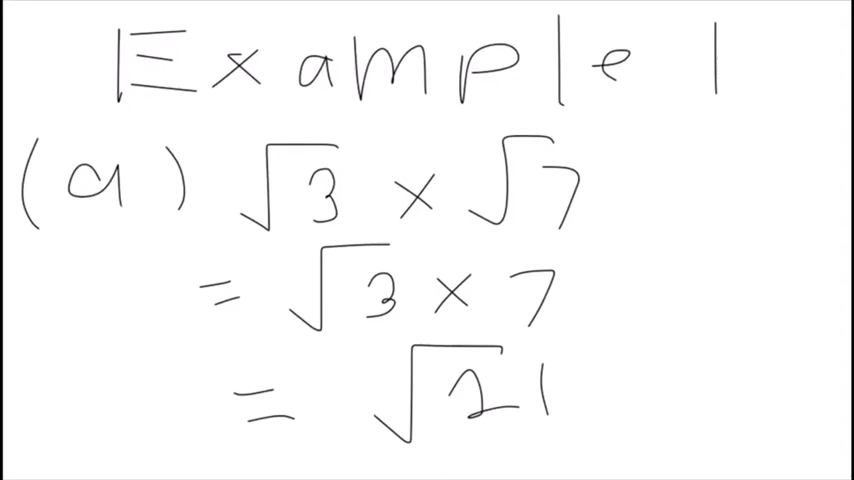 Example 1
(a) √3 × √7
= √3 × 7
= √21